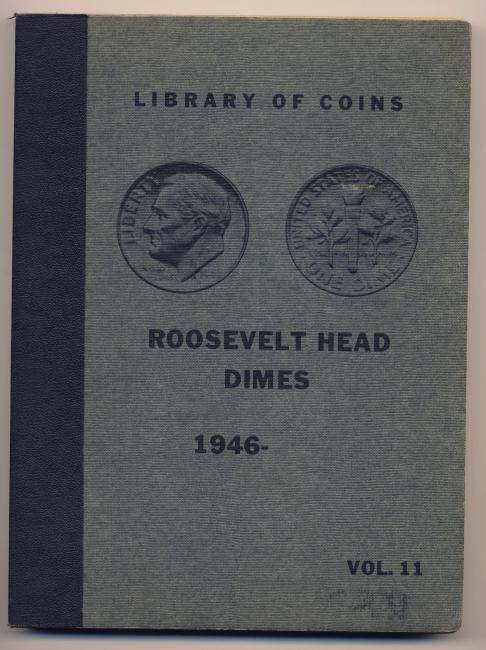 LIBRARY OF COINS
LIBERTY
UNITED STATES OF AMERICA
ONE DIME
ROOSEVELT HEAD
DIMES
1946-
VOL. 11